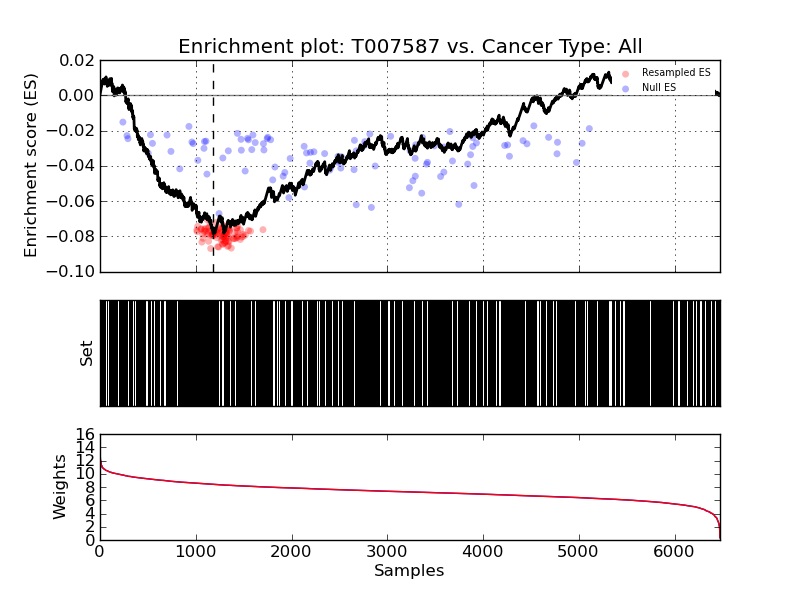 Enrichment plot: T007587 vs. Cancer Type: All
Enrichment score (ES)
0.02
0.00
−0.02
−0.04
−0.06
−0.08
−0.10
Resampled ES
Null ES
Set
Weights
16
14
12
10
8
6
4
2
0
0 1000 2000 3000 4000 5000 6000
Samples